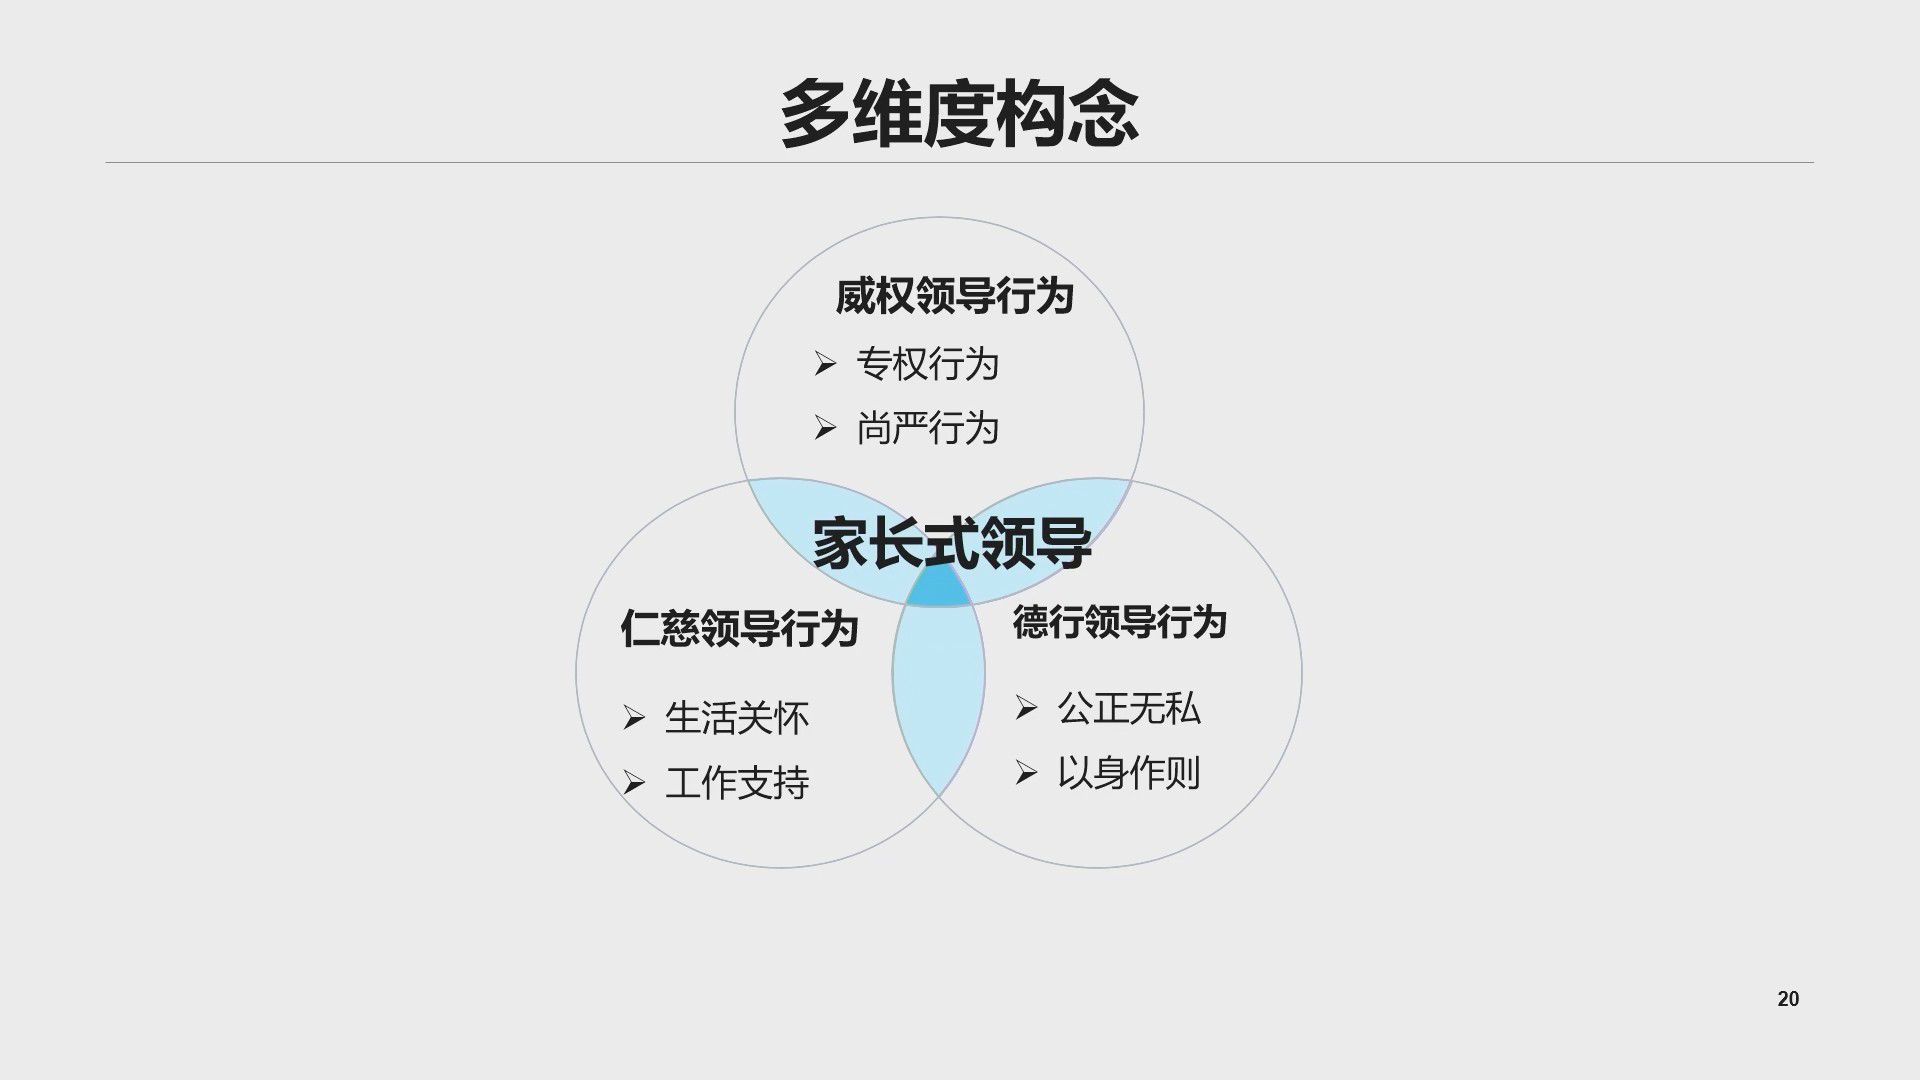 多维度构念
威权领导行为
➢ 专权行为
➢ 尚严行为
家长式领导
仁慈领导行为
➢ 生活关怀
➢ 工作支持
德行领导行为
➢ 公正无私
➢ 以身作则
20